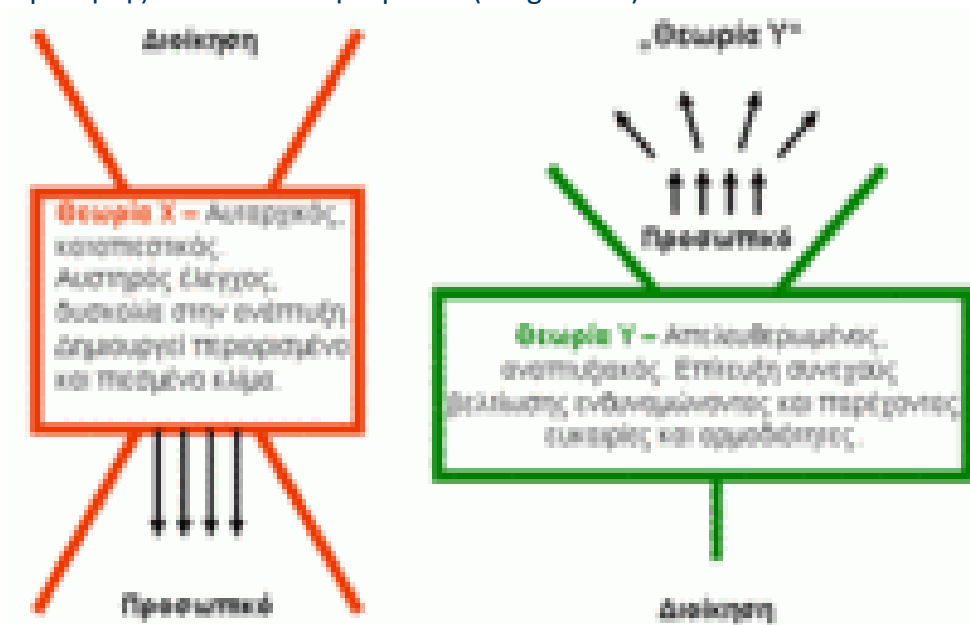 Διοίκηση
Θεωρία Χ – Αυταρχικός,
καταπιεστικός.
Αυστηρός έλεγχος,
δυσκολία στην ανάπτυξη.
Δημιουργεί περιορισμένο
και πιεσμένο κλίμα.
Προσωπικό
„Θεωρία Υ“
Προσωπικό
Θεωρία Υ – Απελευθερωμένος,
αναπτυξιακός. Επίτευξη συνεχούς
βελτίωσης ενδυναμώνοντας και παρέχοντας
ευκαιρίες και αρμοδιότητες.
Διοίκηση